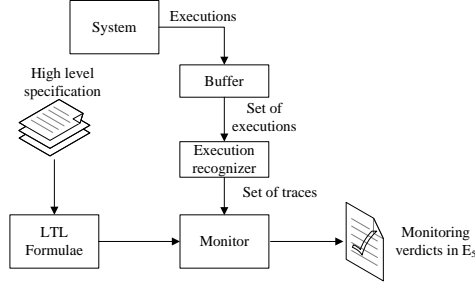 System
Executions
High level
specification
Buffer
Set of
executions
Execution
recognizer
Set of traces
LTL
Formulae
Monitor
Monitoring
verdicts in E5